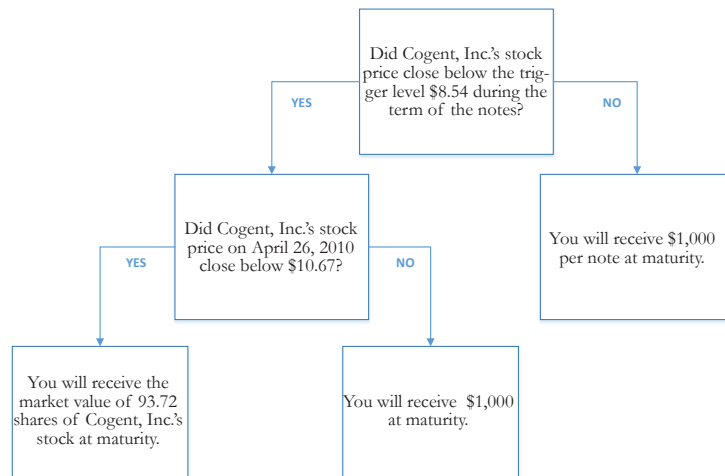 Did Cogent, Inc.'s stock
price close below the trig-
ger level $8.54 during the
term of the notes?
YES
NO
Did Cogent, Inc.'s stock
price on April 26, 2010
close below $10.67?
You will receive $1,000
per note at maturity.
YES
NO
You will receive the
market value of 93.72
shares of Cogent, Inc.'s
stock at maturity.
You will receive $1,000
at maturity.